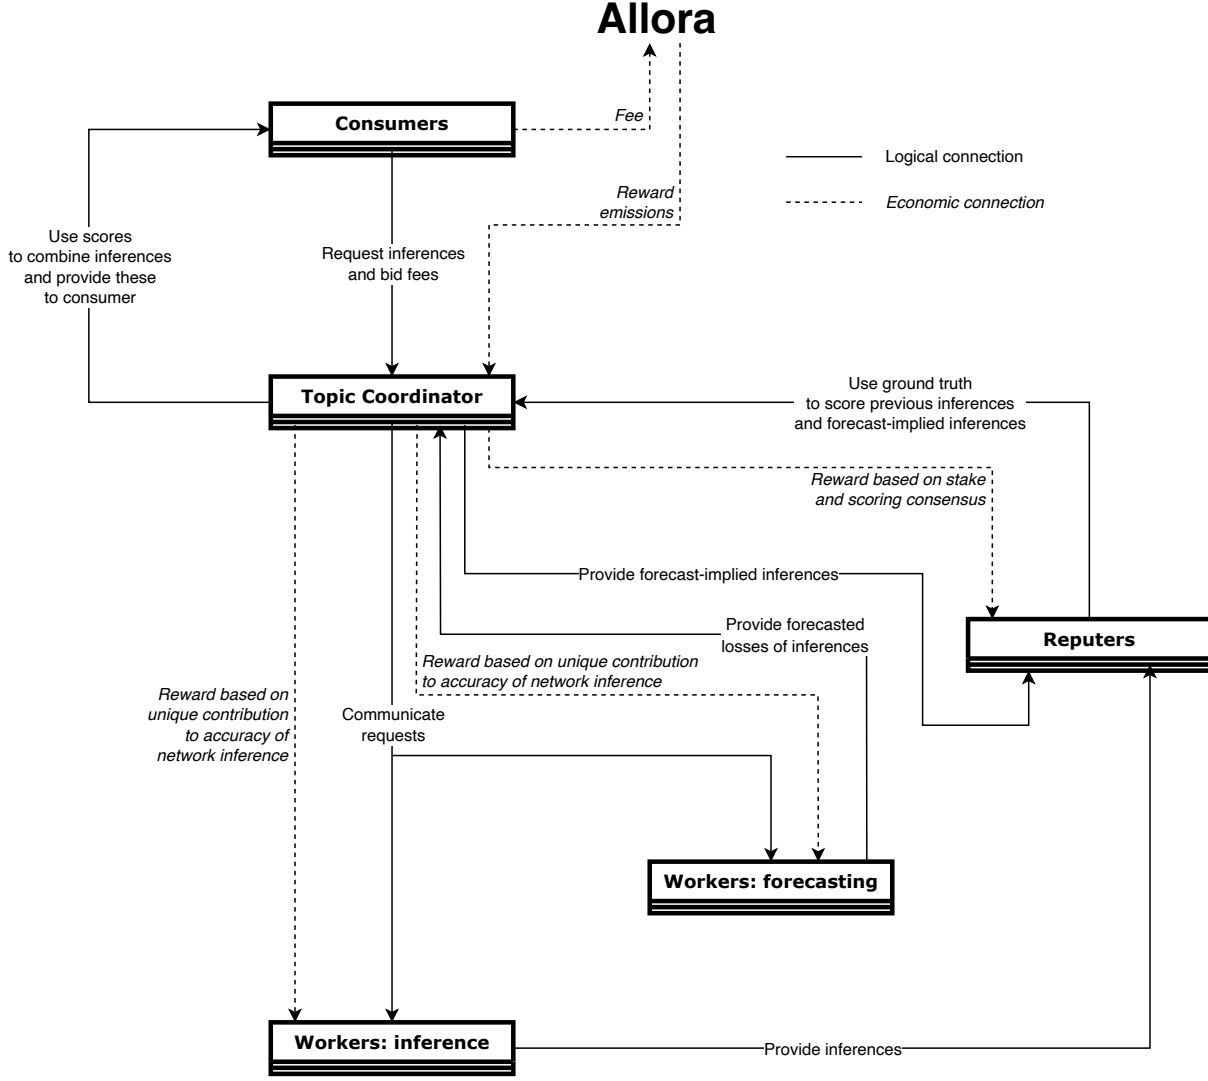 Allora
Consumers
Fee
Logical connection
Reward
emissions
Economic connection
Use scores
to combine inferences
and provide these
to consumer
Request inferences
and bid fees
Topic Coordinator
Use ground truth
to score previous inferences
and forecast-implied inferences
Reward based on stake
and scoring consensus
Provide forecast-implied inferences
Provide forecasted
losses of inferences
Reputers
Reward based on unique contribution
to accuracy of network inference
Reward based on
unique contribution
to accuracy of
network inference
Communicate
requests
Workers: forecasting
Workers: inference
Provide inferences